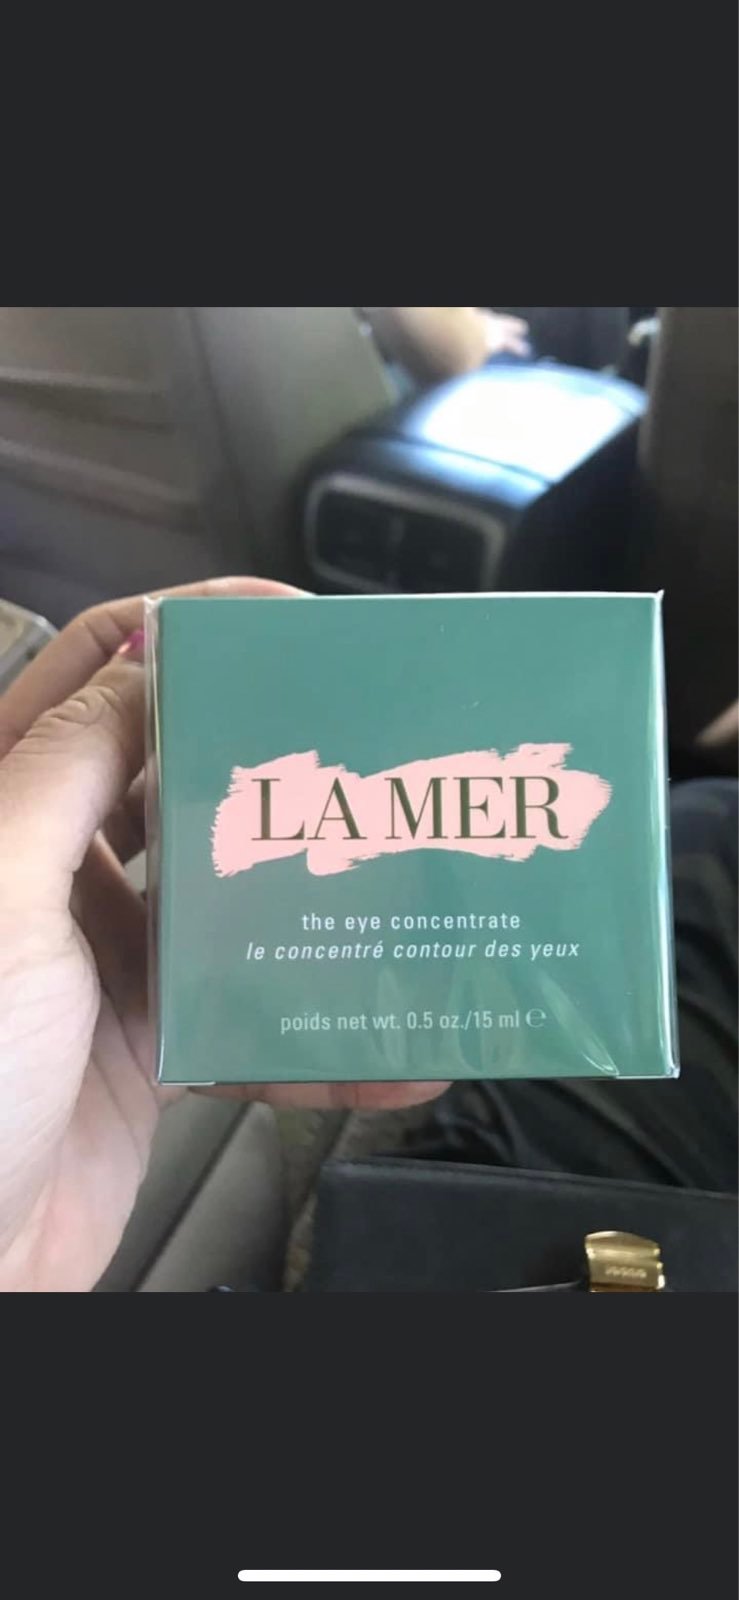 LA MER
the eye concentrate
le concentré contour des yeux
poids net wt. 0.5 oz./15 ml ℮